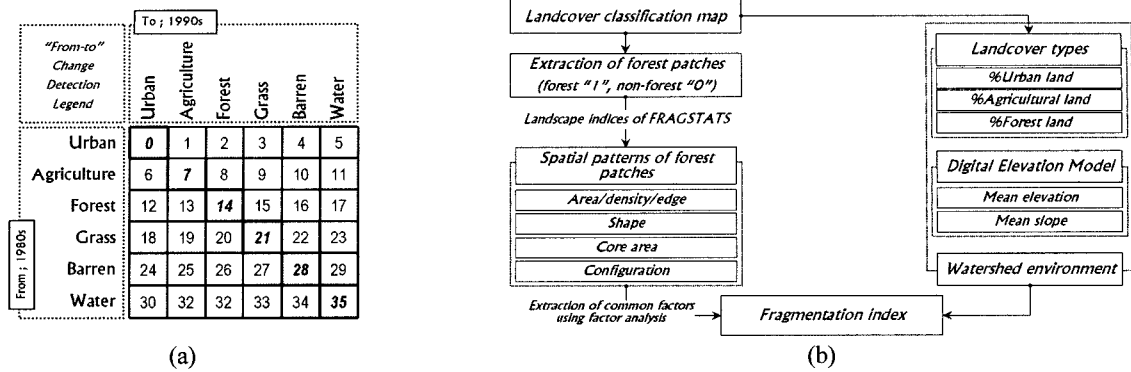 To ; 1990s
"From-to"
Change
Detection
Legend
Urban
Agriculture
Forest
Grass
Barren
Water
From ; 1980s
Urban 0 1 2 3 4 5
Agriculture 6 7 8 9 10 11
Forest 12 13 14 15 16 17
Grass 18 19 20 21 22 23
Barren 24 25 26 27 28 29
Water 30 32 32 33 34 35
(a)
Landcover classification map
Extraction of forest patches
(forest "1", non-forest "0")
Landscape indices of FRAGSTATS
Spatial patterns of forest
patches
Area/density/edge
Shape
Core area
Configuration
Extraction of common factors
using factor analysis
Landcover types
%Urban land
%Agricultural land
%Forest land
Digital Elevation Model
Mean elevation
Mean slope
Watershed environment
Fragmentation index
(b)